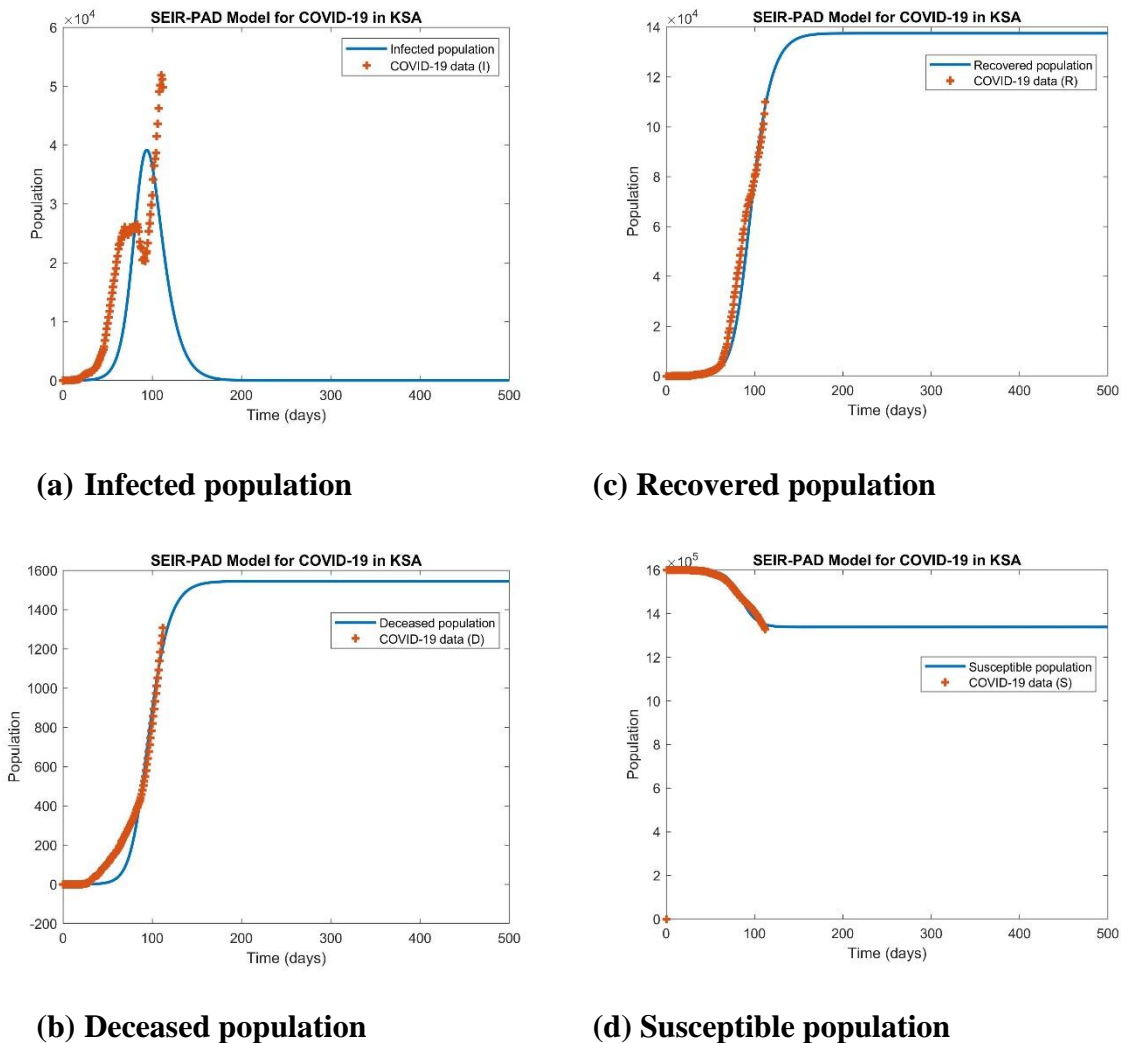 SEIR-PAD Model for COVID-19 in KSA
×10^4
Infected population
COVID-19 data (I)
6
5
4
3
2
1
0
Population
0 100 200 300 400 500
Time (days)
(a) Infected population
SEIR-PAD Model for COVID-19 in KSA
×10^4
Recovered population
COVID-19 data (R)
14
12
10
8
6
4
2
0
Population
0 100 200 300 400 500
Time (days)
(c) Recovered population
SEIR-PAD Model for COVID-19 in KSA
Deceased population
COVID-19 data (D)
1600
1400
1200
1000
800
600
400
200
0
-200
Population
0 100 200 300 400 500
Time (days)
(b) Deceased population
SEIR-PAD Model for COVID-19 in KSA
×10^5
Susceptible population
COVID-19 data (S)
16
14
12
10
8
6
4
2
0
Population
0 100 200 300 400 500
Time (days)
(d) Susceptible population